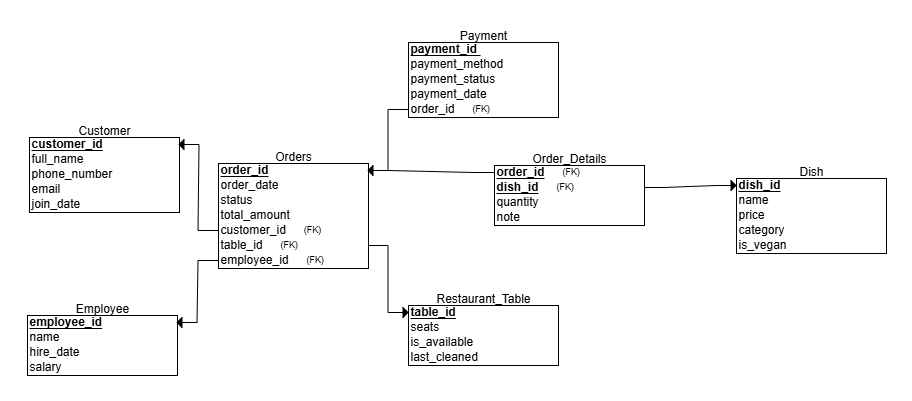 Payment
payment_id
payment_method
payment_status
payment_date
order_id (FK)
Customer
customer_id
full_name
phone_number
email
join_date
Orders
order_id
order_date
status
total_amount
customer_id (FK)
table_id (FK)
employee_id (FK)
Order_Details
order_id (FK)
dish_id (FK)
quantity
note
Dish
dish_id
name
price
category
is_vegan
Employee
employee_id
name
hire_date
salary
Restaurant_Table
table_id
seats
is_available
last_cleaned